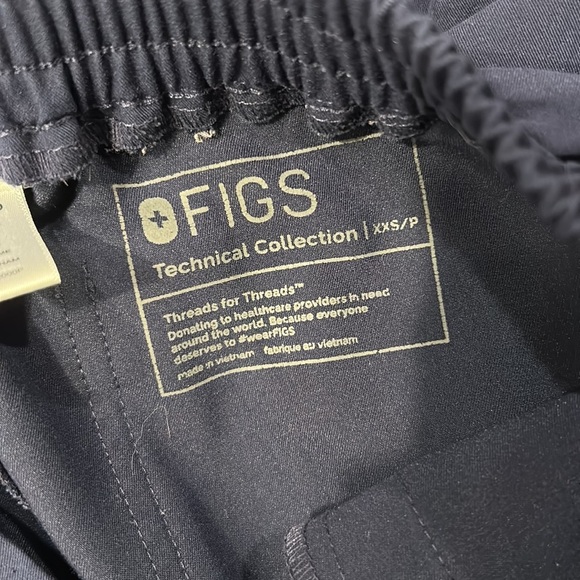 FIGS
Technical Collection | XXS/P
Threads for Threads™
Donating to healthcare providers in need
around the world. Because everyone
deserves to #wearFIGS
made in vietnam fabrique au vietnam